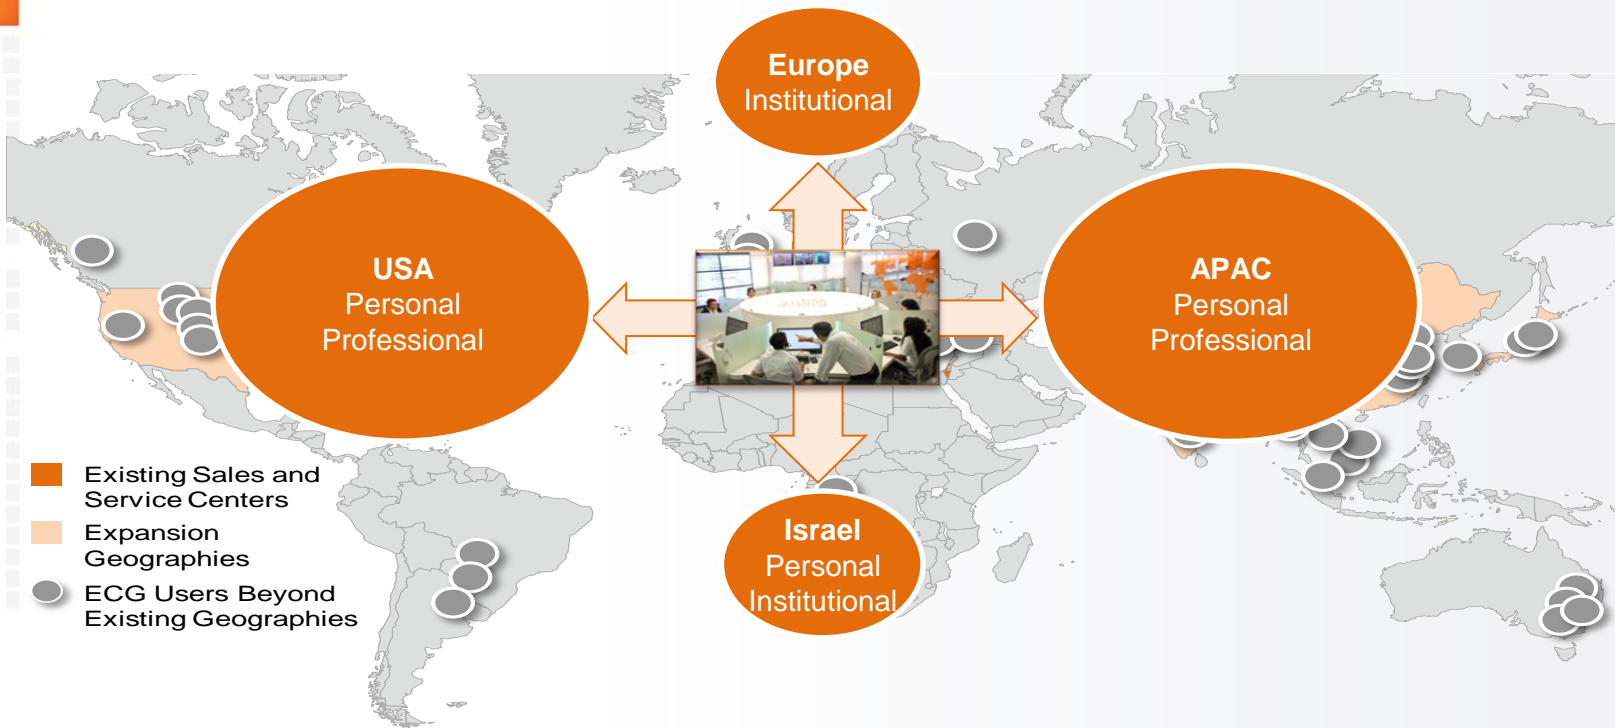 Europe
Institutional
USA
Personal
Professional
APAC
Personal
Professional
Israel
Personal
Institutional
Existing Sales and
Service Centers
Expansion
Geographies
ECG Users Beyond
Existing Geographies